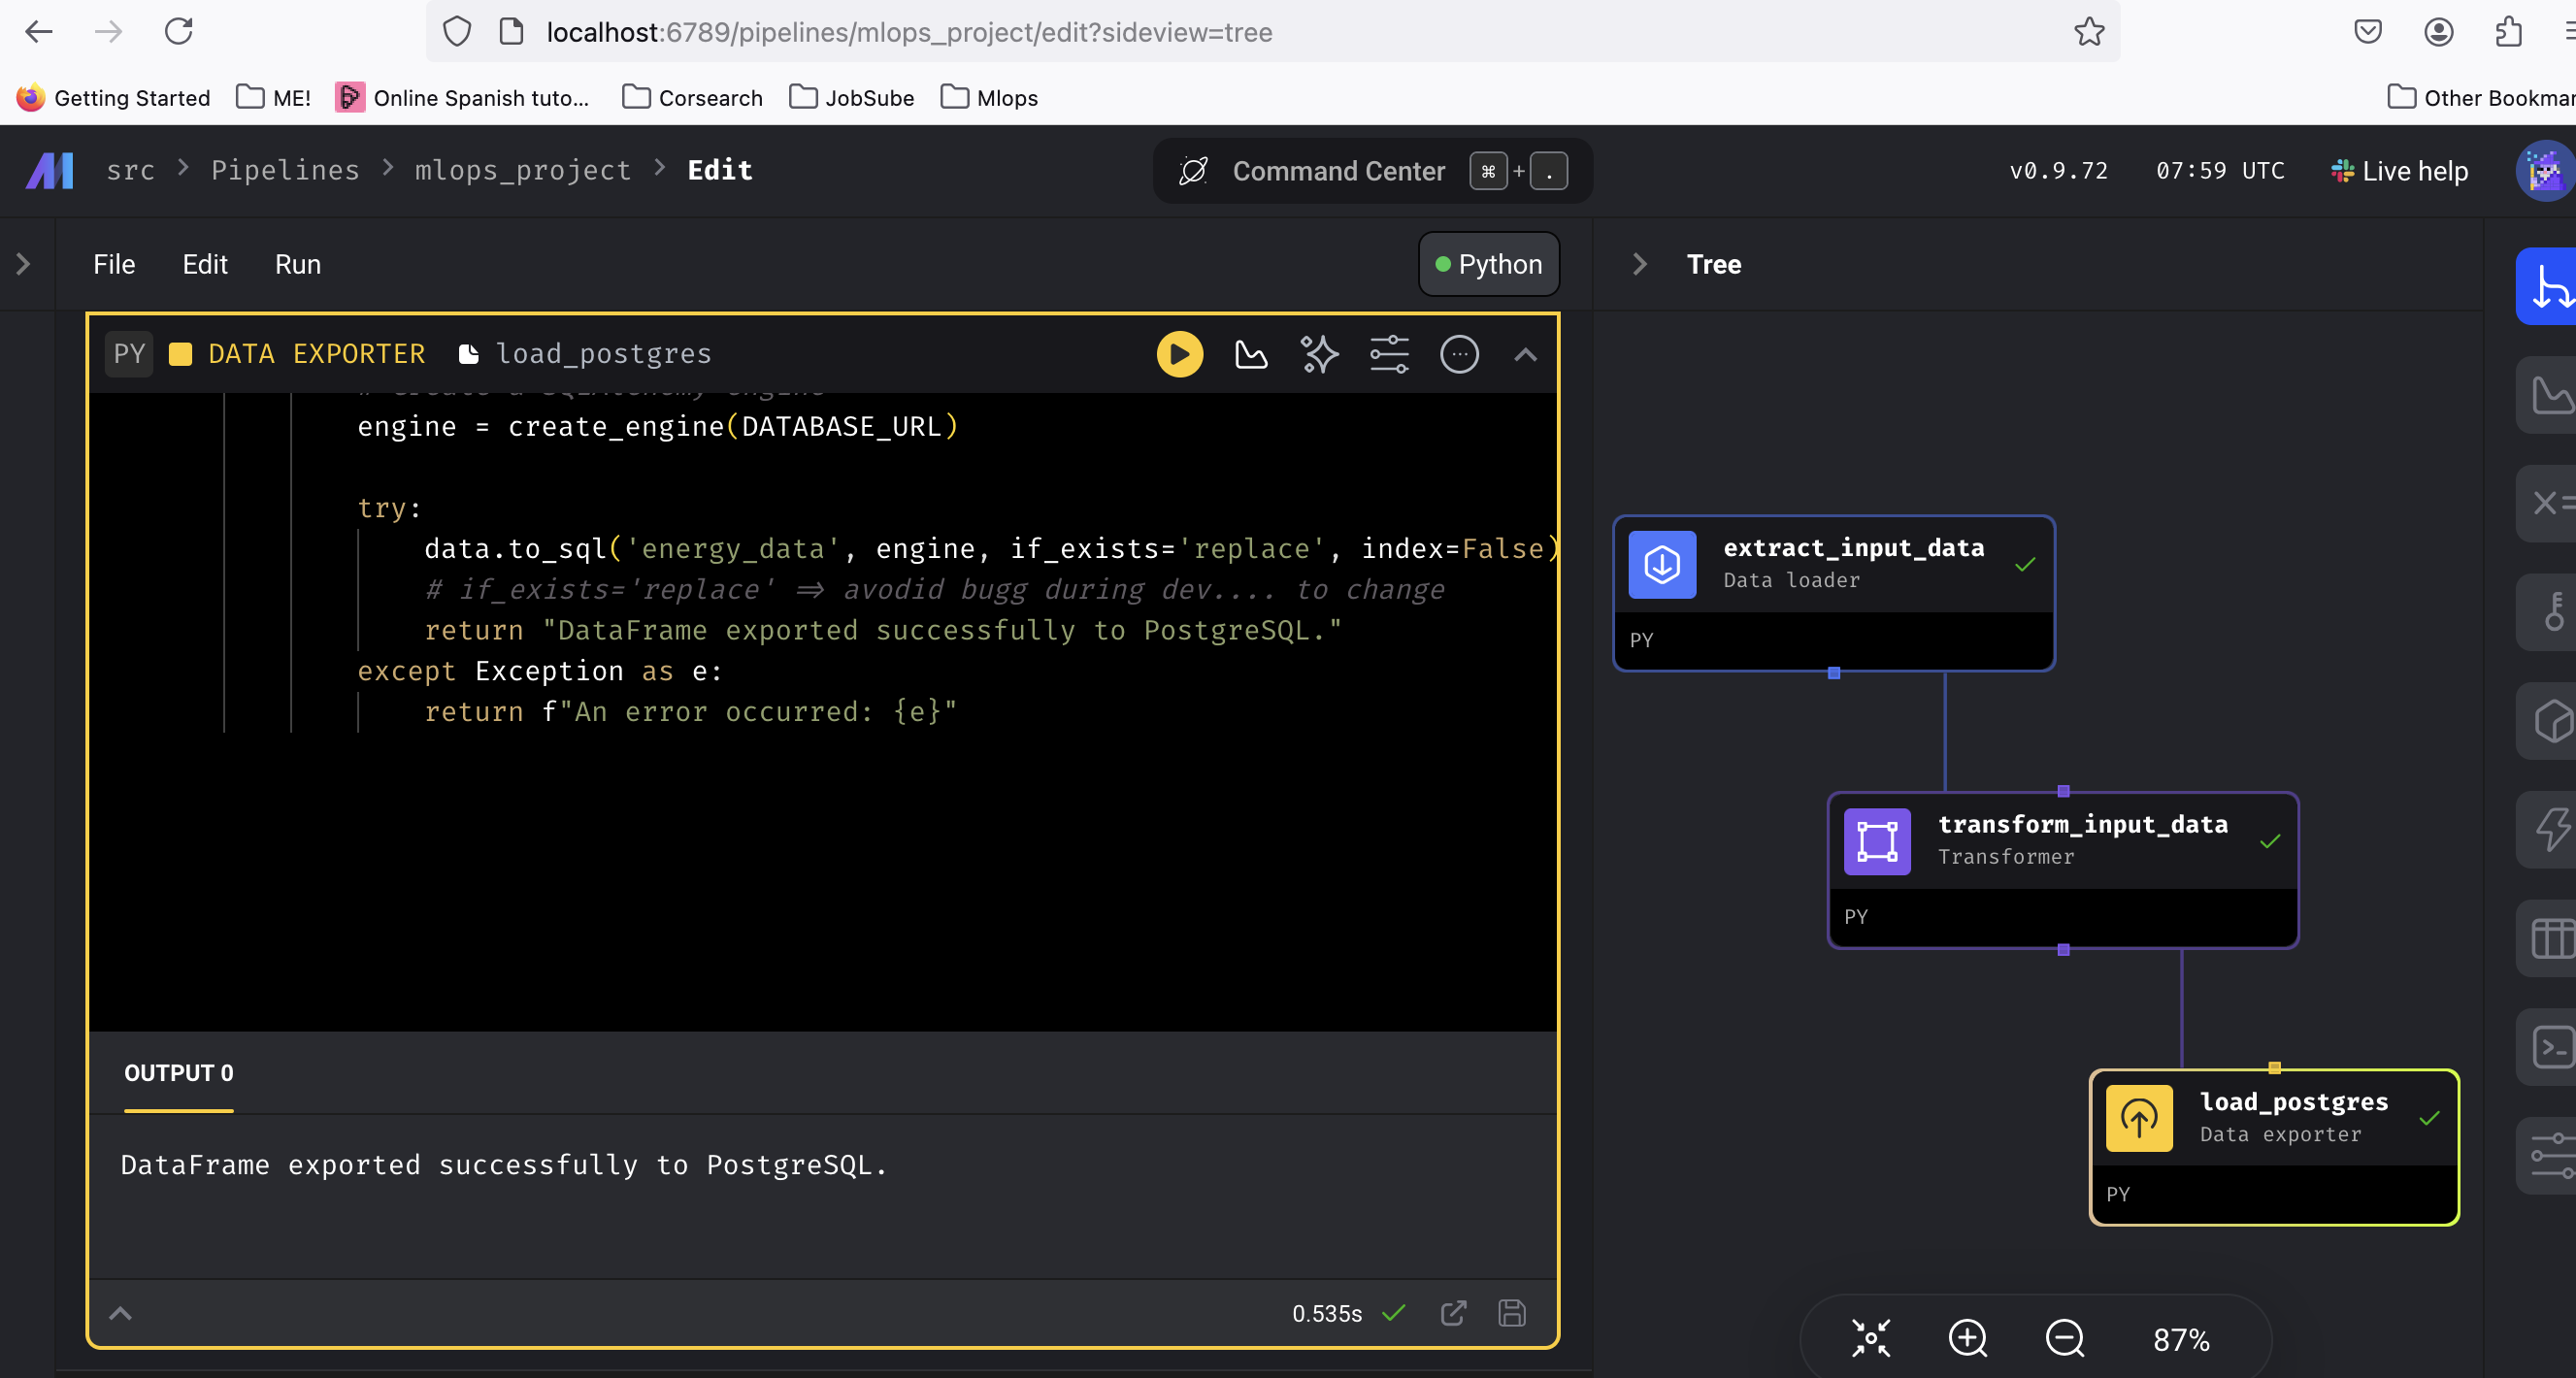 localhost:6789/pipelines/mlops_project/edit?sideview=tree
Getting Started
ME!
Online Spanish tuto...
Corsearch
JobSube
Mlops
Other Bookmar
src > Pipelines > mlops_project > Edit
Command Center ⌘ + .
v0.9.72
07:59 UTC
Live help
File
Edit
Run
Python
Tree
PY DATA EXPORTER load_postgres
engine = create_engine(DATABASE_URL)
try:
data.to_sql('energy_data', engine, if_exists='replace', index=False)
# if_exists='replace' => avodid bugg during dev.... to change
return "DataFrame exported successfully to PostgreSQL."
except Exception as e:
return f"An error occurred: {e}"
OUTPUT 0
DataFrame exported successfully to PostgreSQL.
0.535s
extract_input_data
Data loader
PY
transform_input_data
Transformer
PY
load_postgres
Data exporter
PY
87%